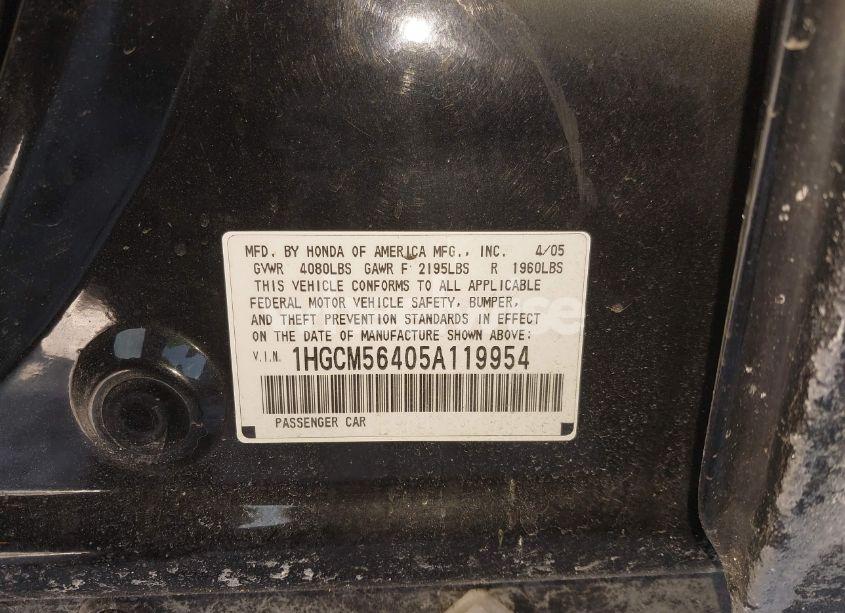 MFD. BY HONDA OF AMERICA MFG., INC. 4/05
GVWR 4080LBS GAWR F 2195LBS R 1960LBS
THIS VEHICLE CONFORMS TO ALL APPLICABLE
FEDERAL MOTOR VEHICLE SAFETY, BUMPER,
AND THEFT PREVENTION STANDARDS IN EFFECT
ON THE DATE OF MANUFACTURE SHOWN ABOVE:
V.I.N. 1HGCM56405A119954
PASSENGER CAR